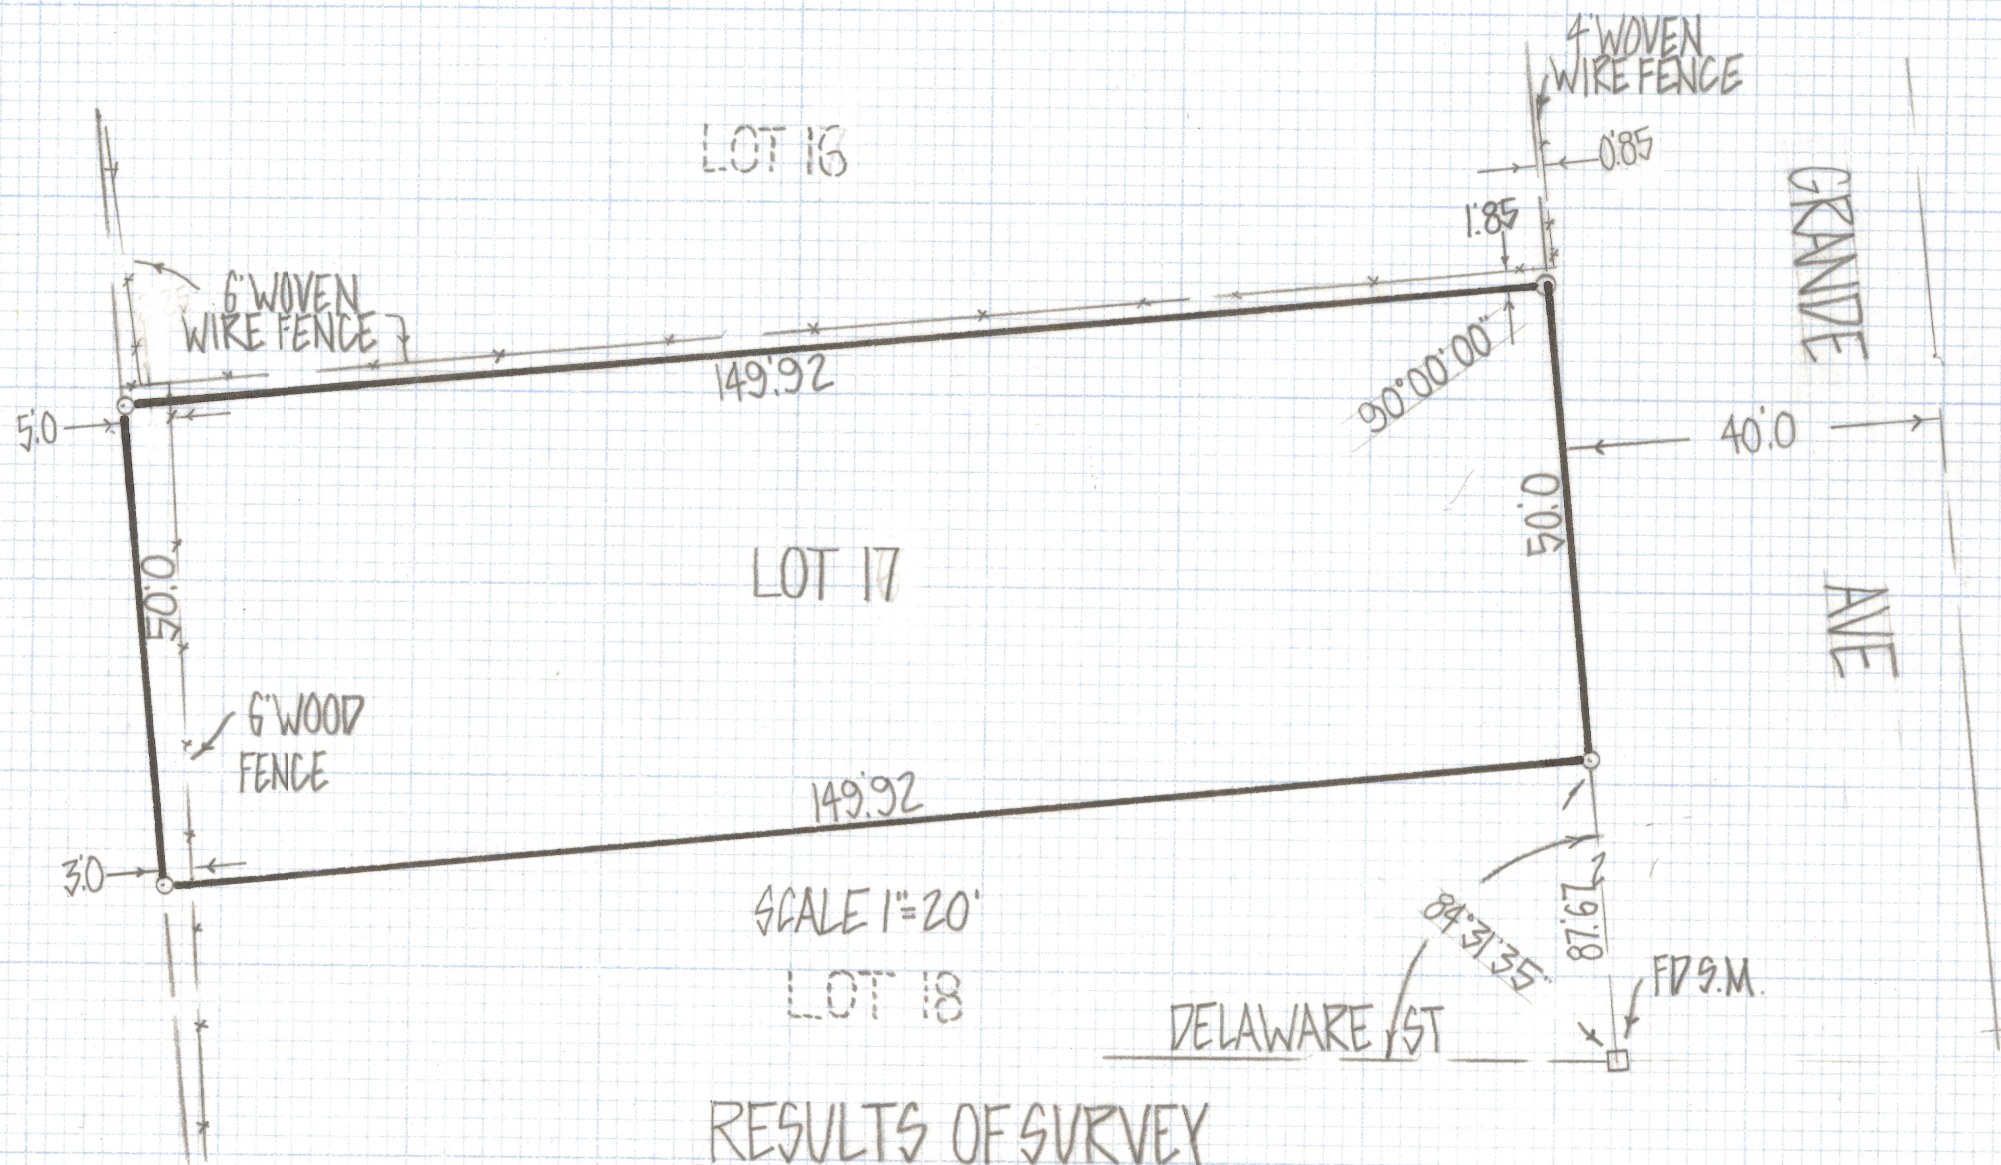 4' WOVEN
WIRE FENCE
LOT 16
0.'85
GRANDE
1.'85
6' WOVEN
WIRE FENCE
149.'92
90°00'00"
5.'0
40.'0
50.'0
LOT 17
50.'0
AVE
6' WOOD
FENCE
149.'92
3.'0
SCALE 1"=20'
87.'67
84°31'35"
FD S.M.
LOT 18
DELAWARE ST
RESULTS OF SURVEY